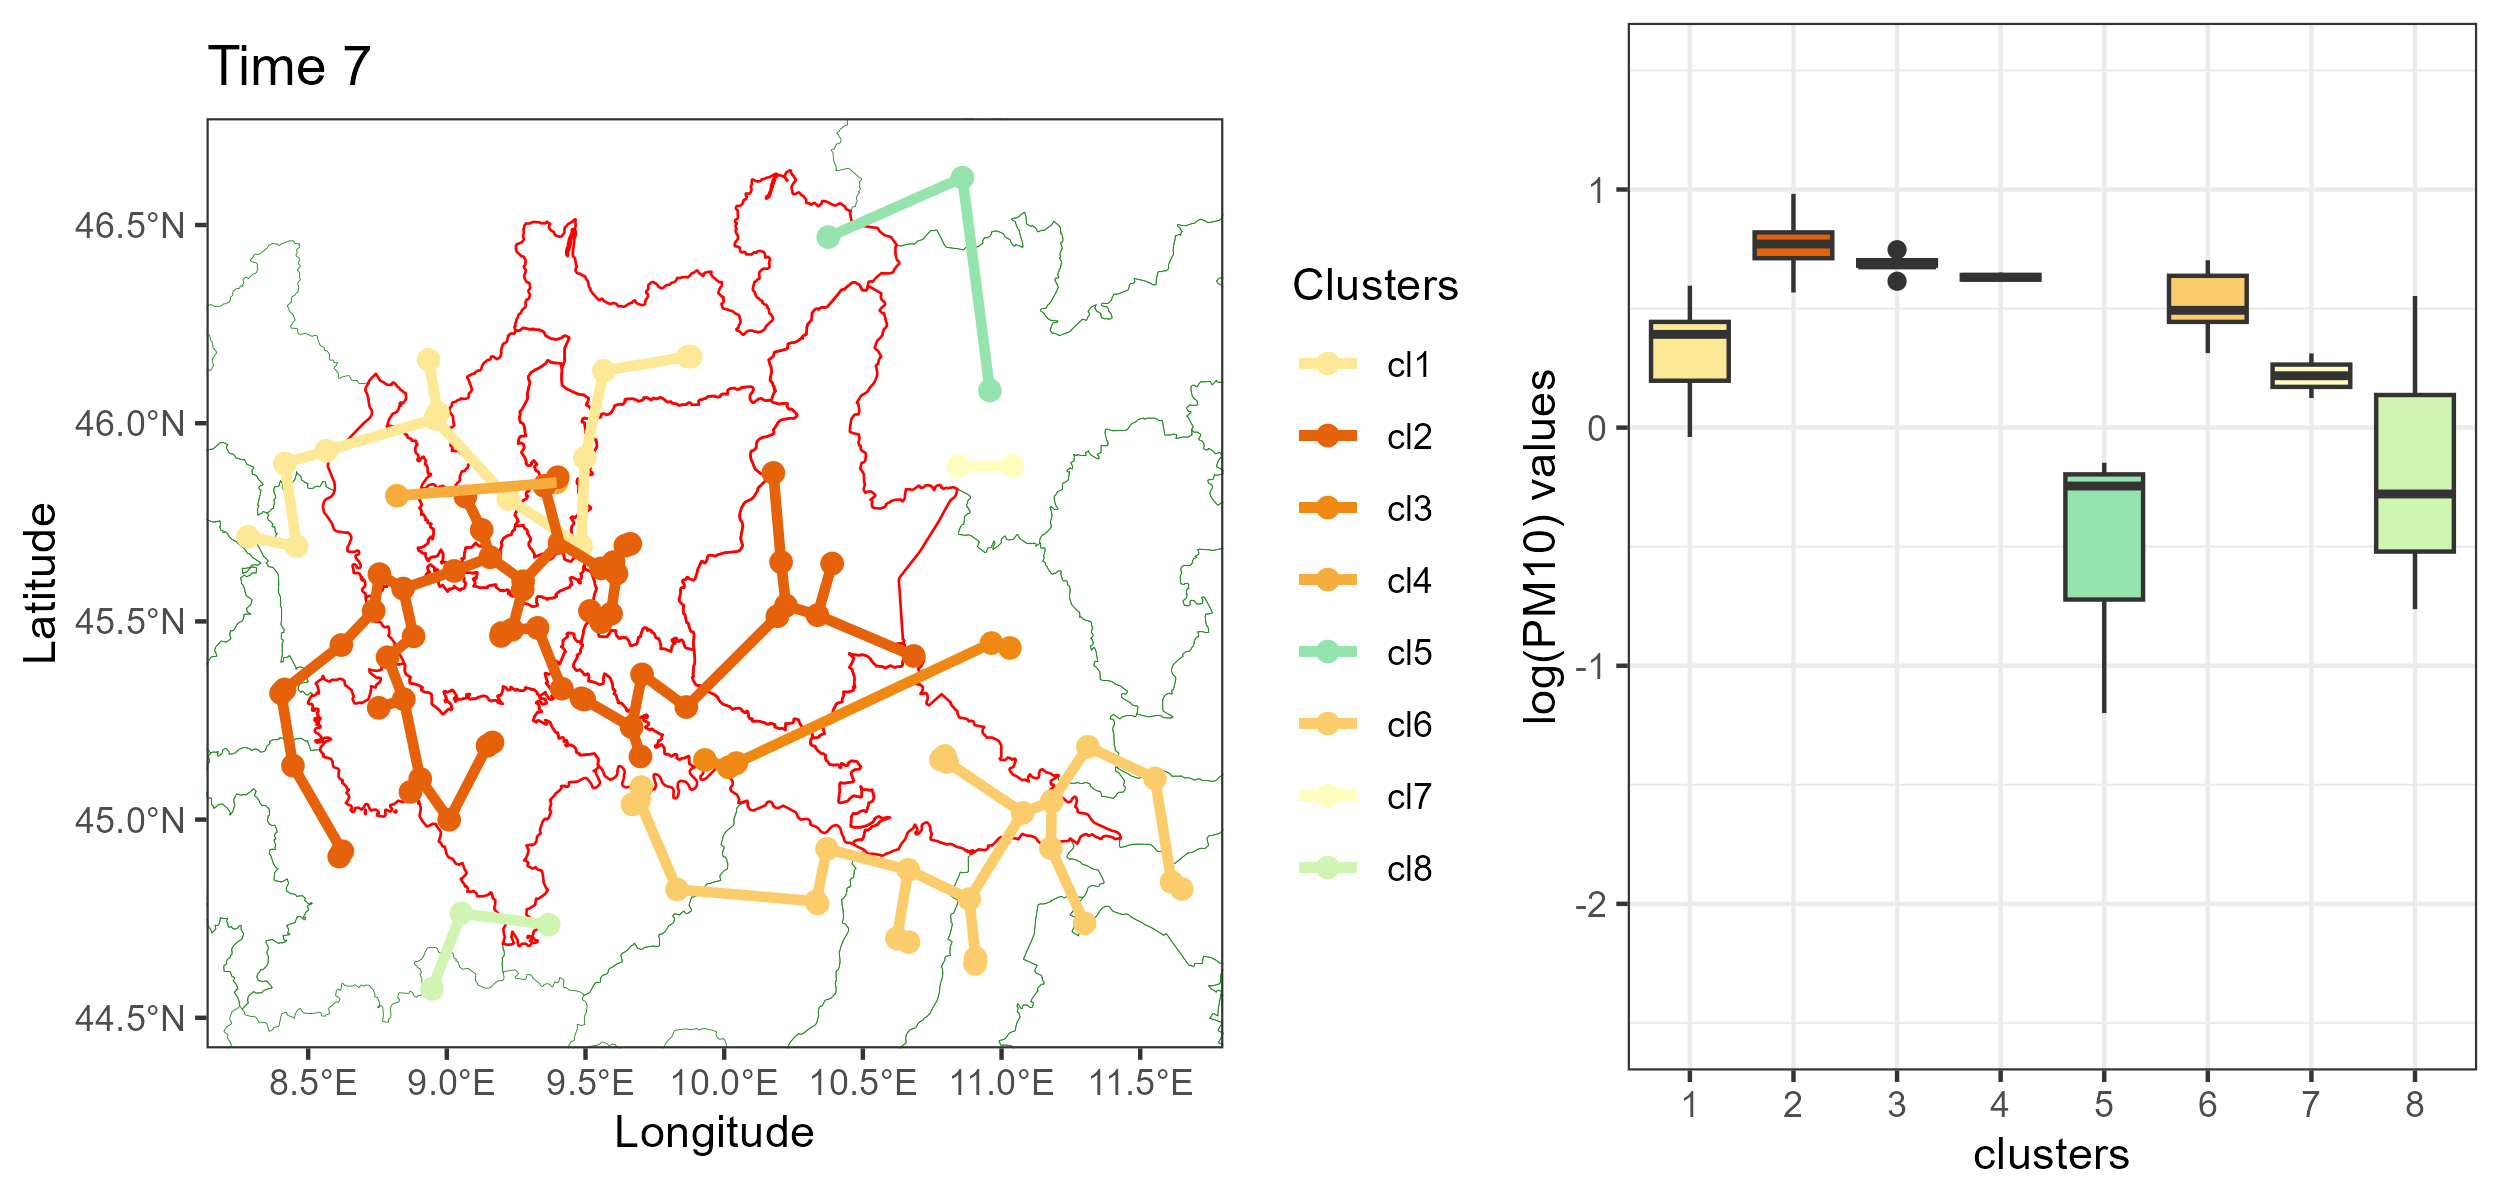 Time 7
Latitude
46.5°N
46.0°N
45.5°N
45.0°N
44.5°N
8.5°E 9.0°E 9.5°E 10.0°E 10.5°E 11.0°E 11.5°E
Longitude
Clusters
cl1
cl2
cl3
cl4
cl5
cl6
cl7
cl8
log(PM10) values
1
0
-1
-2
1 2 3 4 5 6 7 8
clusters